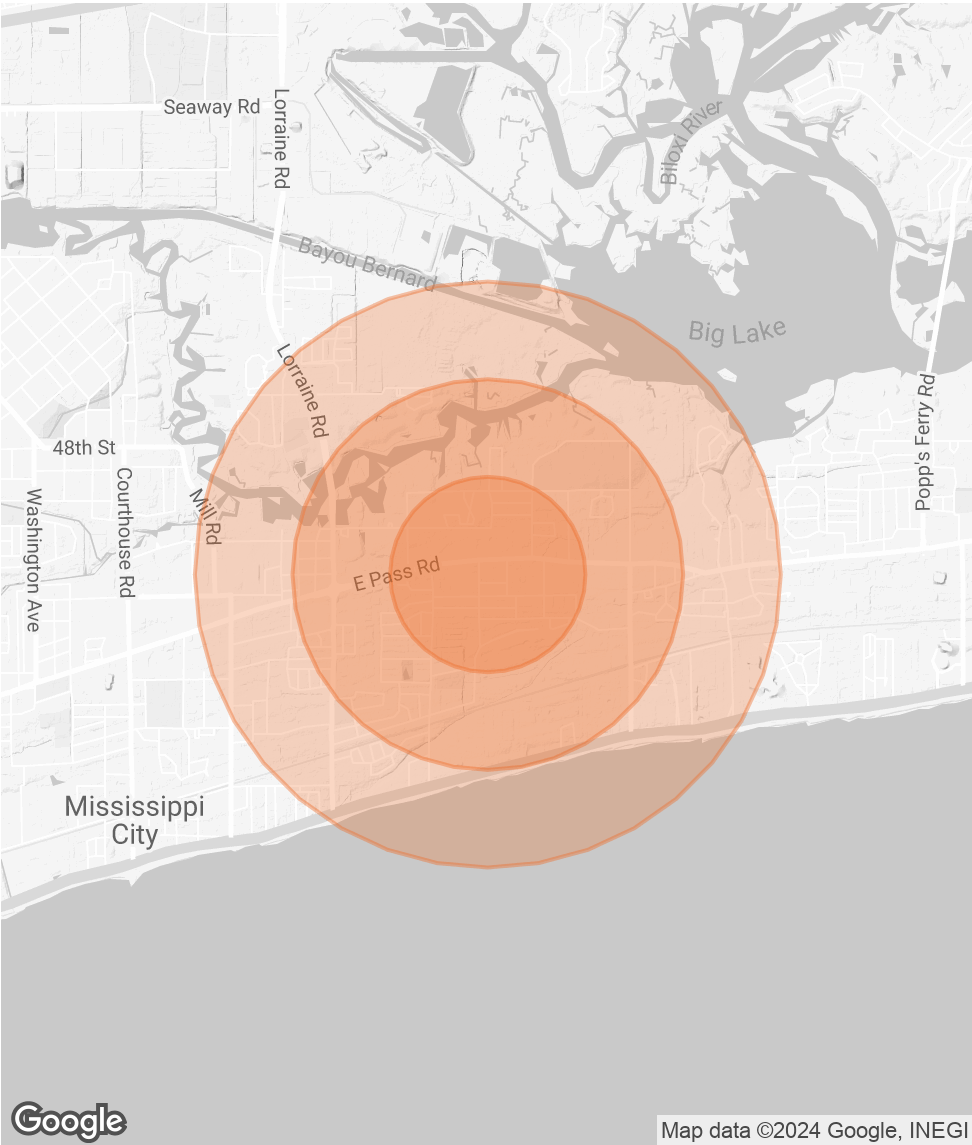 Seaway Rd
Lorraine Rd
Biloxi River
Bayou Bernard
Big Lake
Lorraine Rd
Popp's Ferry Rd
48th St
Courthouse Rd
Mill Rd
Washington Ave
E Pass Rd
Mississippi
City
Google
Map data ©2024 Google, INEGI